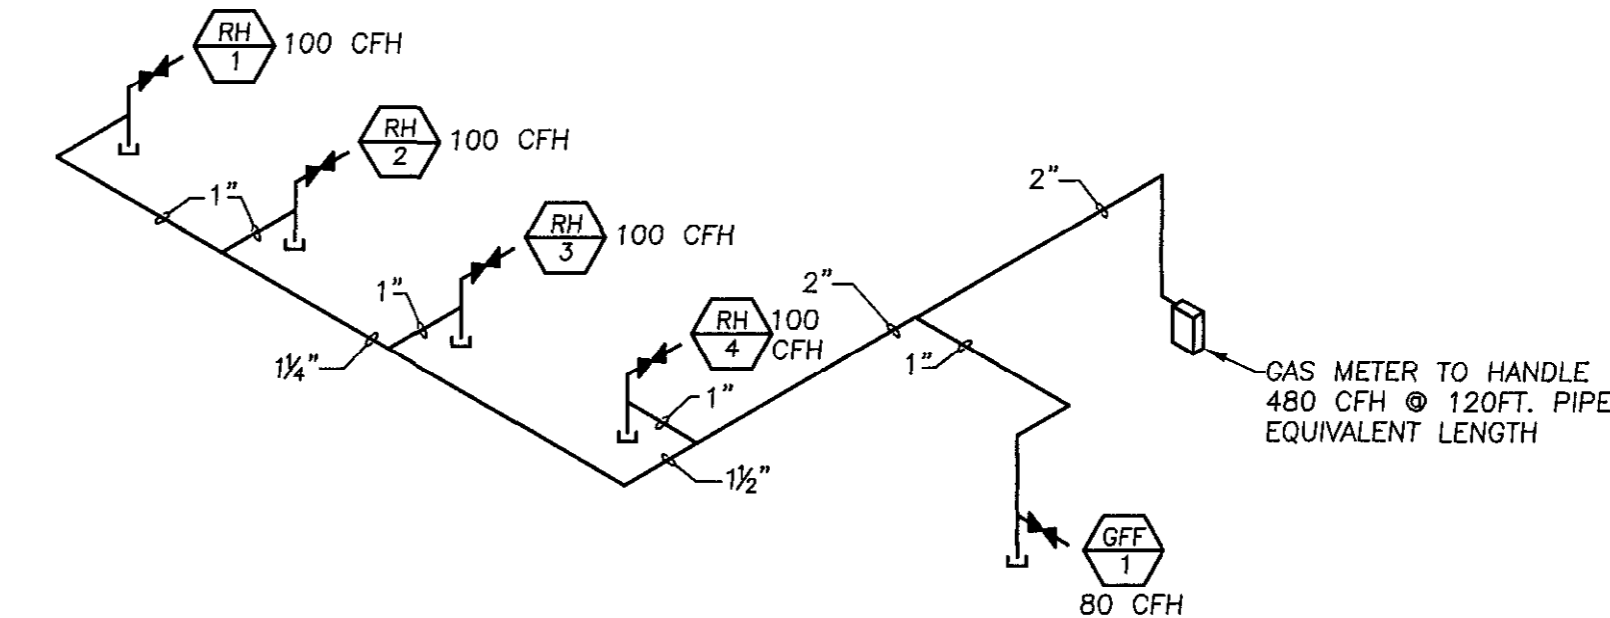 RH
1
100 CFH
RH
2
100 CFH
1"
RH
3
100 CFH
1"
1¼"
RH
4
100
CFH
1"
1½"
2"
2"
1"
GAS METER TO HANDLE
480 CFH @ 120FT. PIPE
EQUIVALENT LENGTH
GFF
1
80 CFH